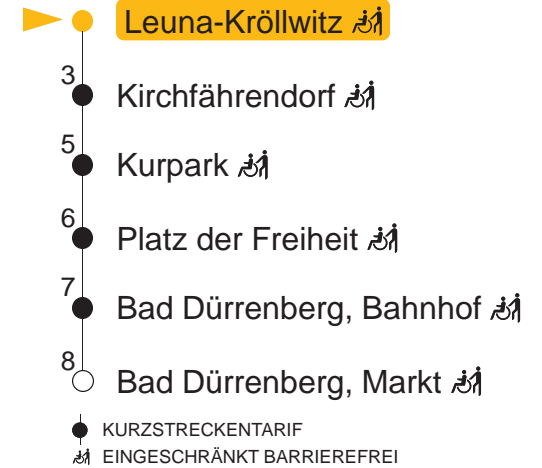 Leuna-Kröllwitz
3 Kirchfährendorf
5 Kurpark
6 Platz der Freiheit
7 Bad Dürrenberg, Bahnhof
8 Bad Dürrenberg, Markt
KURZSTRECKENTARIF
EINGESCHRÄNKT BARRIEREFREI